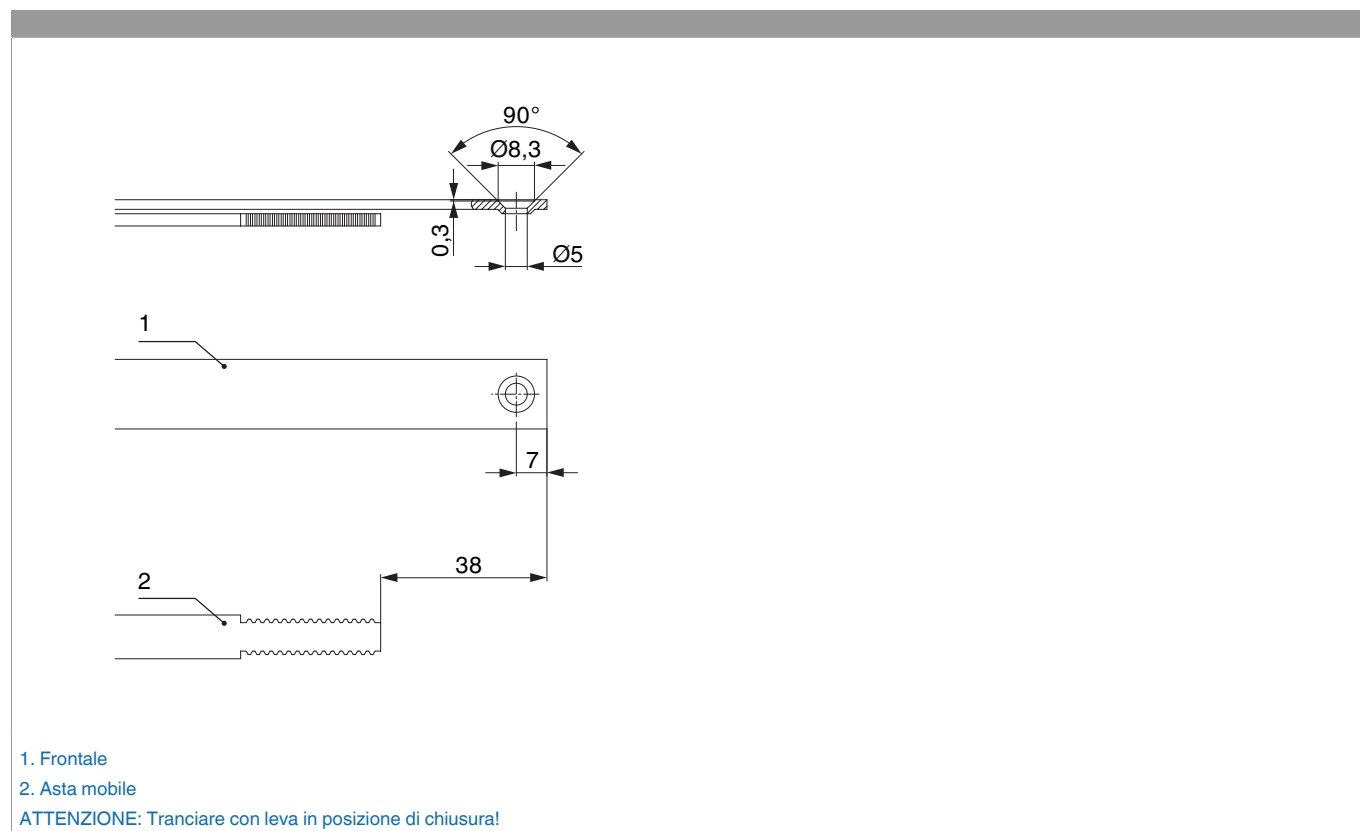 90°
Ø8,3
0,3
Ø5
1
7
38
2
1. Frontale
2. Asta mobile
ATTENZIONE: Tranciare con leva in posizione di chiusura!